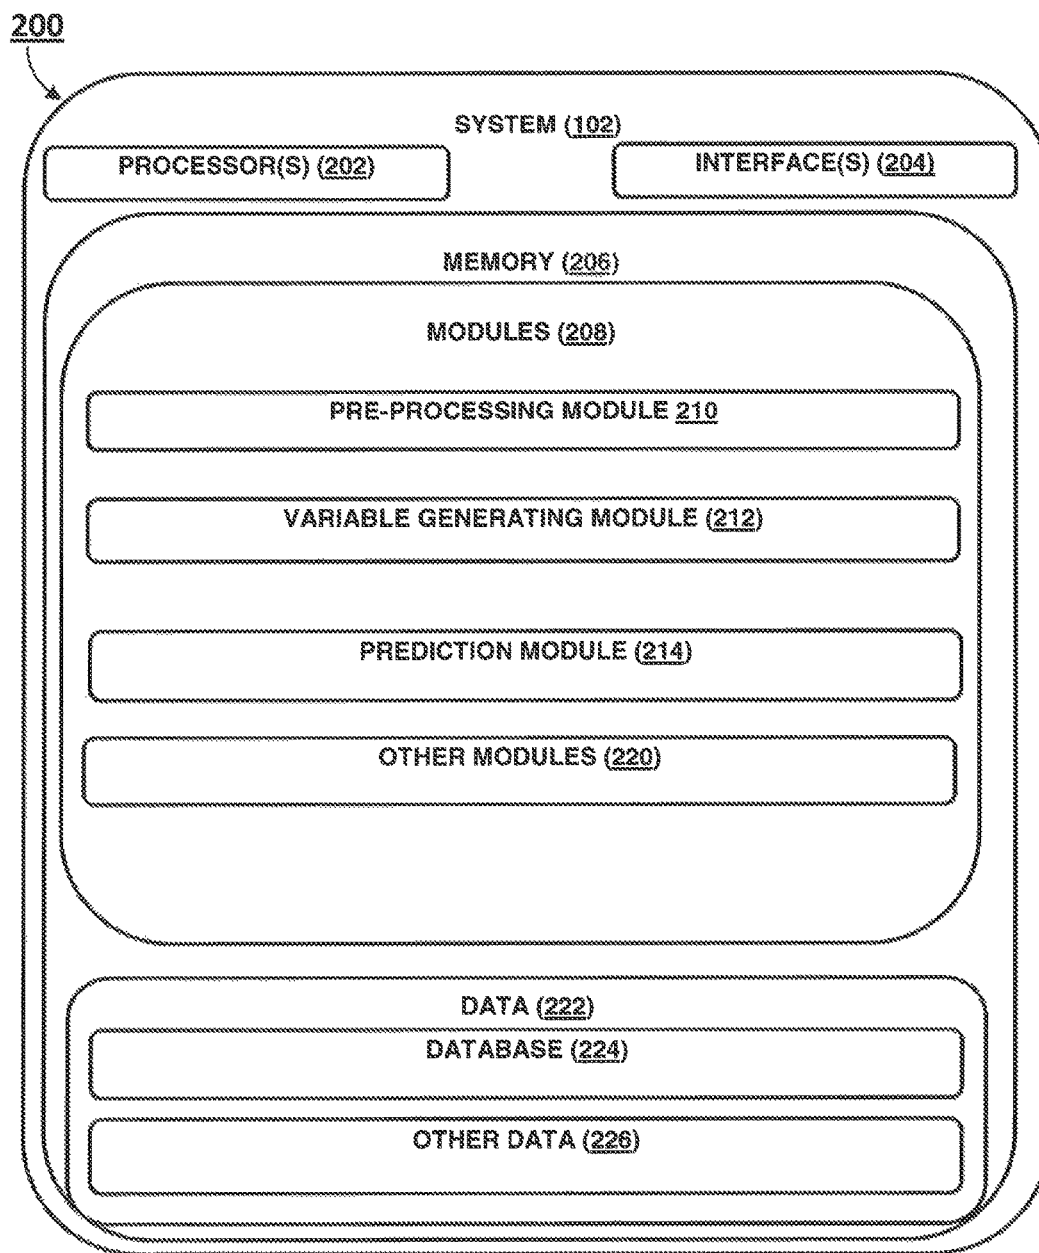 200
SYSTEM (102)
PROCESSOR(S) (202)
INTERFACE(S) (204)
MEMORY (206)
MODULES (208)
PRE-PROCESSING MODULE 210
VARIABLE GENERATING MODULE (212)
PREDICTION MODULE (214)
OTHER MODULES (220)
DATA (222)
DATABASE (224)
OTHER DATA (226)